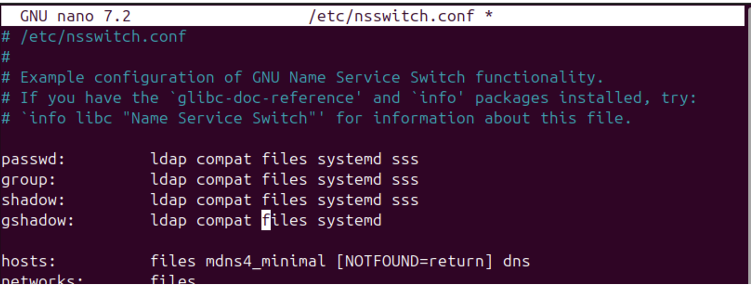 GNU nano 7.2 /etc/nsswitch.conf *
# /etc/nsswitch.conf
#
# Example configuration of GNU Name Service Switch functionality.
# If you have the `glibc-doc-reference' and `info' packages installed, try:
# `info libc "Name Service Switch"' for information about this file.
passwd: ldap compat files systemd sss
group: ldap compat files systemd sss
shadow: ldap compat files systemd sss
gshadow: ldap compat files systemd
hosts: files mdns4_minimal [NOTFOUND=return] dns
networks: files